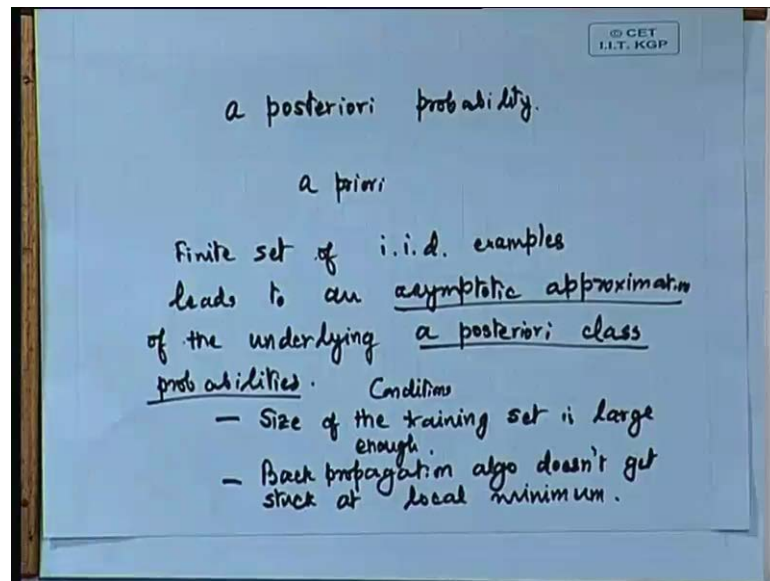 © CET
I.I.T. KGP
a posteriori probability.
a priori
Finite set of i.i.d. examples
leads to an asymptotic approximation
of the underlying a posteriori class
probabilities. Conditions
– Size of the training set is large
enough.
– Back propagation algo doesn't get
stuck at local minimum.